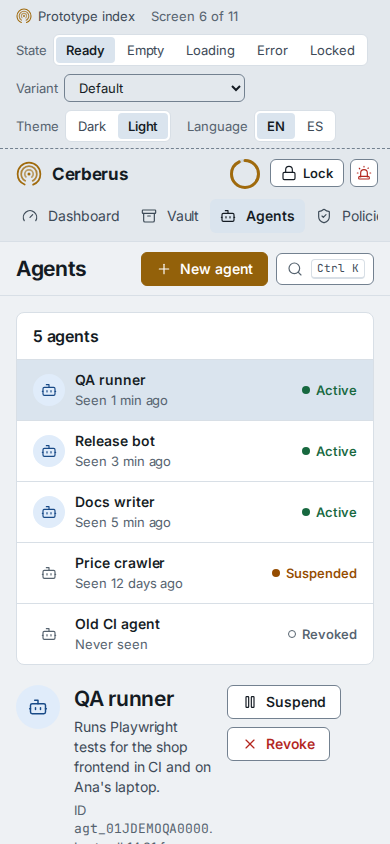 Prototype index Screen 6 of 11
State Ready Empty Loading Error Locked
Variant Default
Theme Dark Light Language EN ES
Cerberus Lock
Dashboard Vault Agents
Agents New agent Ctrl K
5 agents
QA runner
Seen 1 min ago
Active
Release bot
Seen 3 min ago
Active
Docs writer
Seen 5 min ago
Active
Price crawler
Seen 12 days ago
Suspended
Old CI agent
Never seen
Revoked
QA runner
Runs Playwright
tests for the shop
frontend in CI and on
Ana's laptop.
ID
agt_01JDEMOQA0000.
Suspend
Revoke